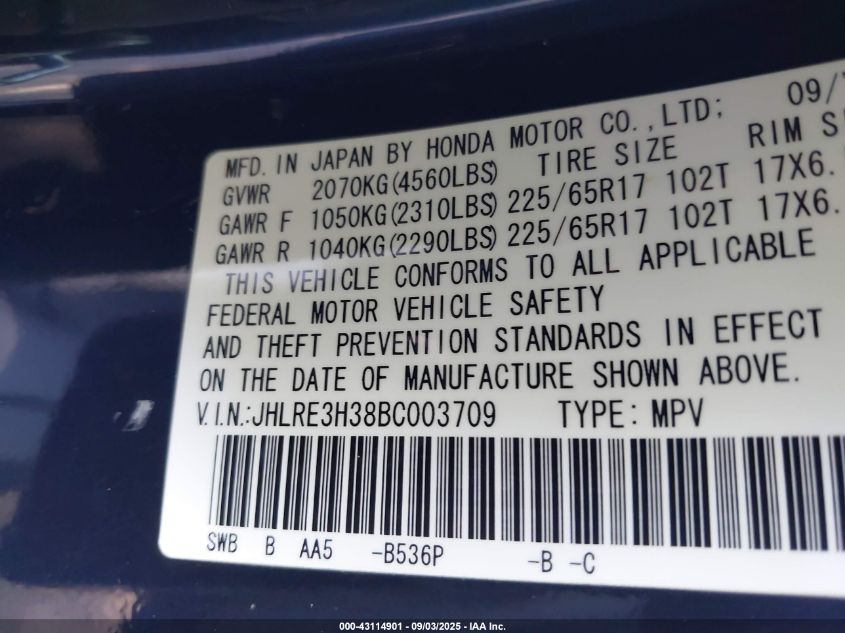 MFD. IN JAPAN BY HONDA MOTOR CO., LTD; 09/
GVWR 2070KG(4560LBS) TIRE SIZE RIM
GAWR F 1050KG(2310LBS) 225/65R17 102T 17X6.
GAWR R 1040KG(2290LBS) 225/65R17 102T 17X6.
THIS VEHICLE CONFORMS TO ALL APPLICABLE
FEDERAL MOTOR VEHICLE SAFETY
AND THEFT PREVENTION STANDARDS IN EFFECT
ON THE DATE OF MANUFACTURE SHOWN ABOVE.
V.I.N.:JHLRE3H38BC003709 TYPE: MPV
SWB B AA5 -B536P -B -C
000-43114901 - 09/03/2025 - IAA Inc.